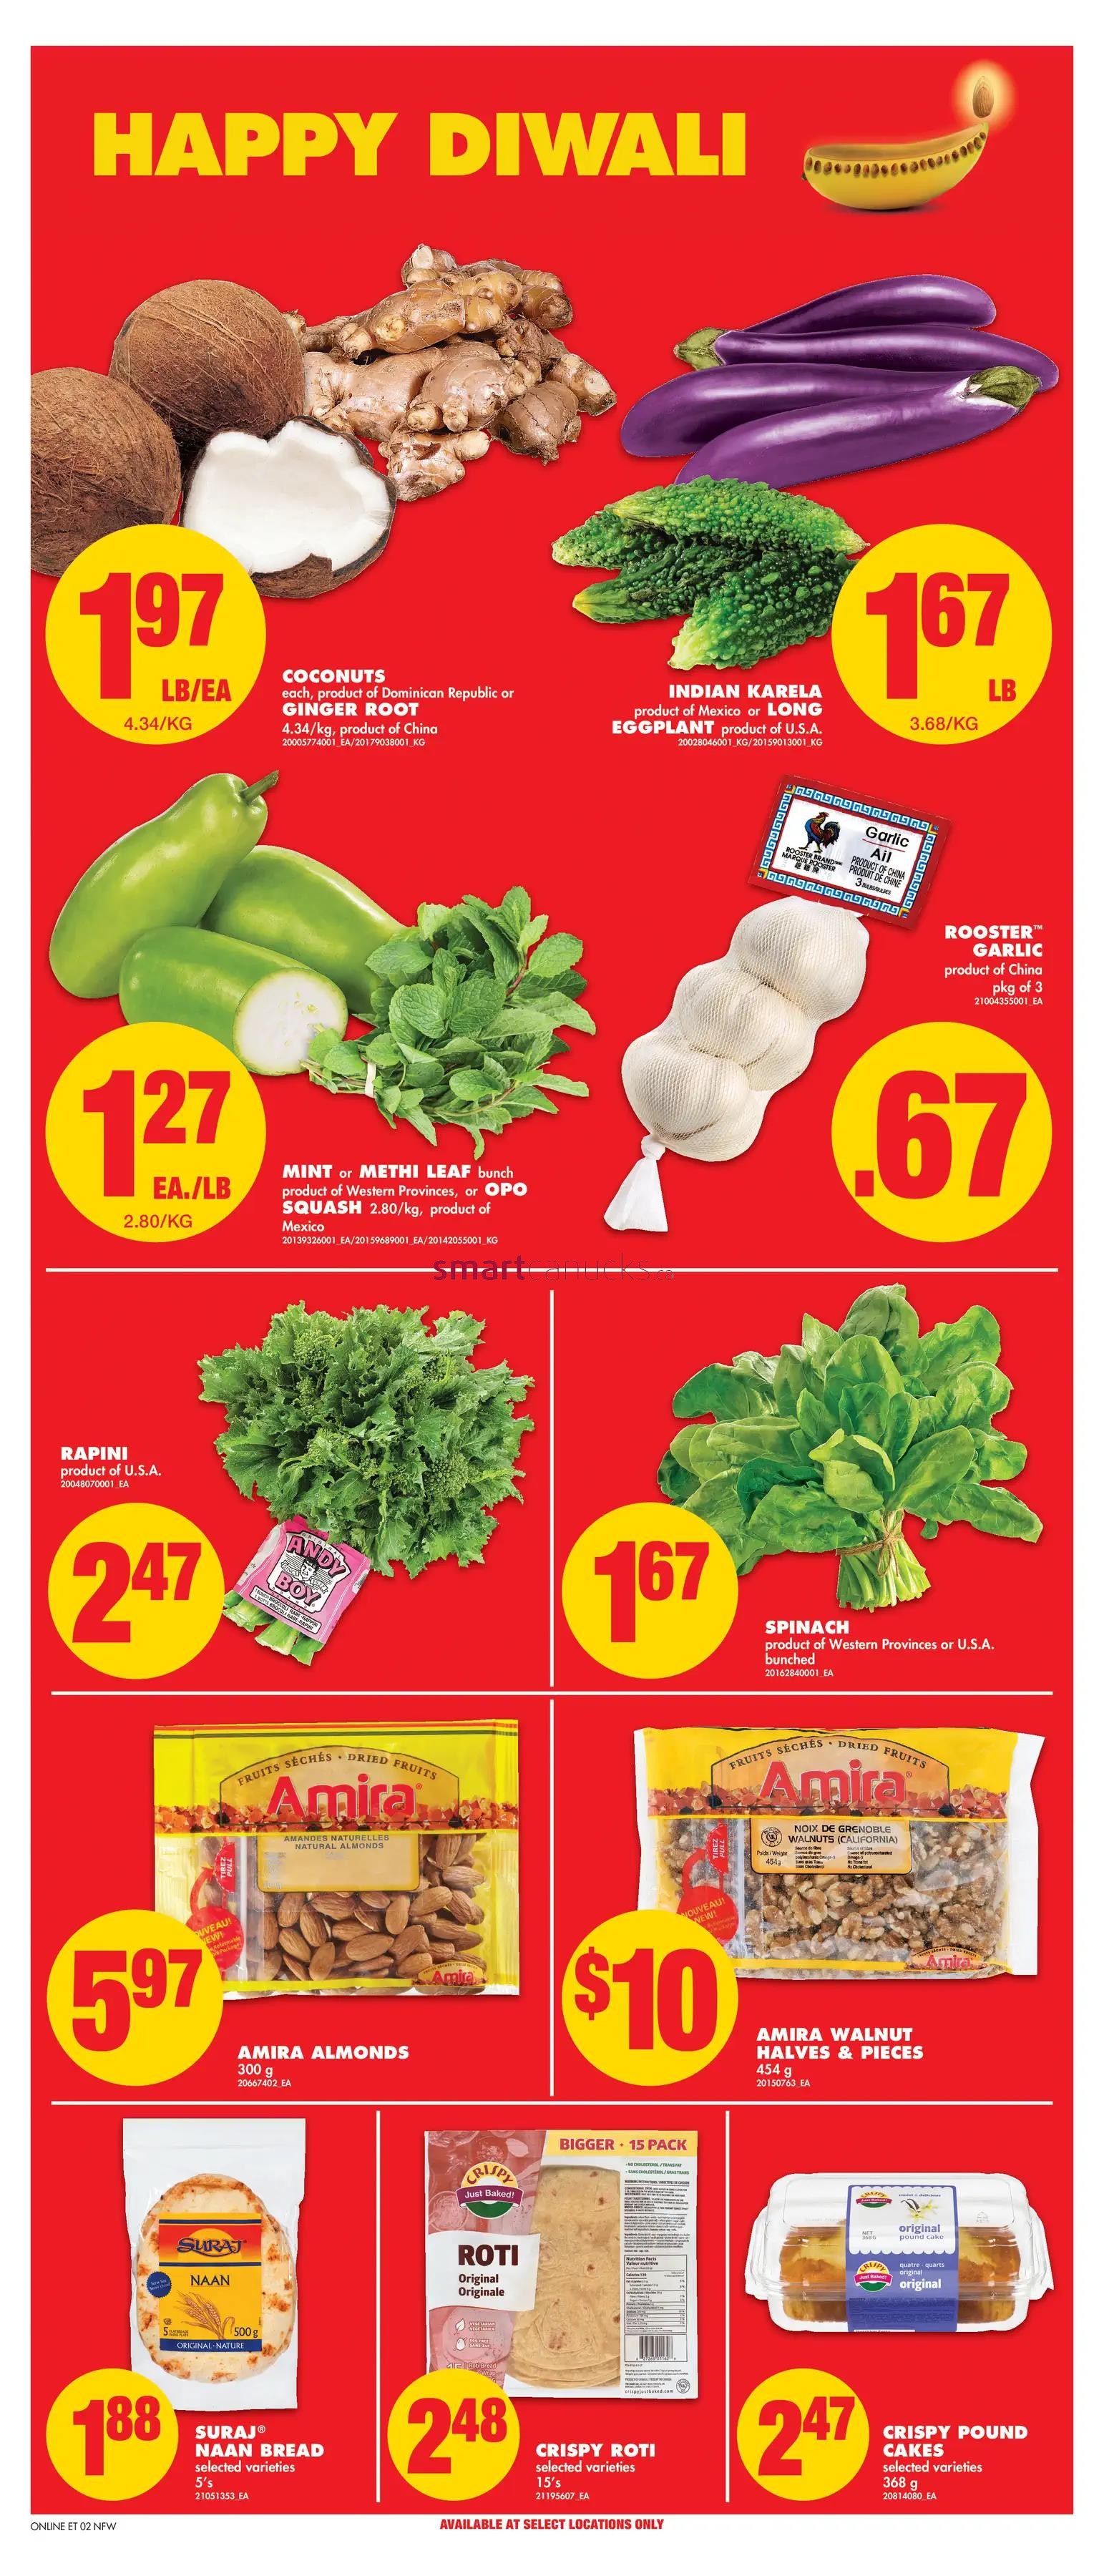 HAPPY DIWALI
1 97
LB/EA
4.34/KG
COCONUTS
each, product of Dominican Republic or
GINGER ROOT
4.34/kg, product of China
20005774001_EA/20179038001_KG
INDIAN KARELA
product of Mexico or LONG
EGGPLANT product of U.S.A.
20028046001_KG/20159013001_KG
1 67
LB
3.68/KG
Garlic
Ail
ROOSTER BRAND
MARQUE ROOSTER
PRODUCT OF CHINA
PRODUIT DE CHINE
3 BULBS/BULBES
ROOSTER™
GARLIC
product of China
pkg of 3
21004355001_EA
.67
1 27
EA./LB
2.80/KG
MINT or METHI LEAF bunch
product of Western Provinces, or OPO
SQUASH 2.80/kg, product of
Mexico
20139326001_EA/20159689001_EA/20142055001_KG
smartcanucks.ca
RAPINI
product of U.S.A.
20048070001_EA
2 47
ANDY
BOY
1 67
SPINACH
product of Western Provinces or U.S.A.
bunched
20162840001_EA
FRUITS SÉCHÉS • DRIED FRUITS
Amira®
AMANDES NATURELLES
NATURAL ALMONDS
TIREZ
PULL
NOUVEAU!
NEW!
Amira
5 97
AMIRA ALMONDS
300 g
20667402_EA
FRUITS SÉCHÉS • DRIED FRUITS
Amira®
NOIX DE GRENOBLE
WALNUTS (CALIFORNIA)
Poids / Weight
454g
TIREZ
PULL
NOUVEAU!
NEW!
Amira
$10
AMIRA WALNUT
HALVES & PIECES
454 g
20150763_EA
SURAJ
NAAN
5
500 g
ORIGINAL • NATURE
1 88
SURAJ®
NAAN BREAD
selected varieties
5's
21051353_EA
BIGGER • 15 PACK
• NO CHOLESTEROL / TRANS FAT
• SANS CHOLESTÉROL / GRAS TRANS
CRISPY
Just Baked!
ROTI
Original
Originale
Nutrition Facts
Valeur nutritive
crispyjustbaked.com
2 48
CRISPY ROTI
selected varieties
15's
21195607_EA
CRISPY
Just Baked!
original
pound cake
NET
368 g
quatre - quarts
original
original
2 47
CRISPY POUND
CAKES
selected varieties
368 g
20814080_EA
ONLINE ET 02 NFW
AVAILABLE AT SELECT LOCATIONS ONLY